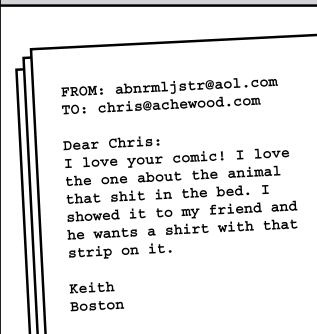 FROM: abnrmljstr@aol.com
TO: chris@achewood.com
Dear Chris:
I love your comic! I love
the one about the animal
that shit in the bed. I
showed it to my friend and
he wants a shirt with that
strip on it.
Keith
Boston